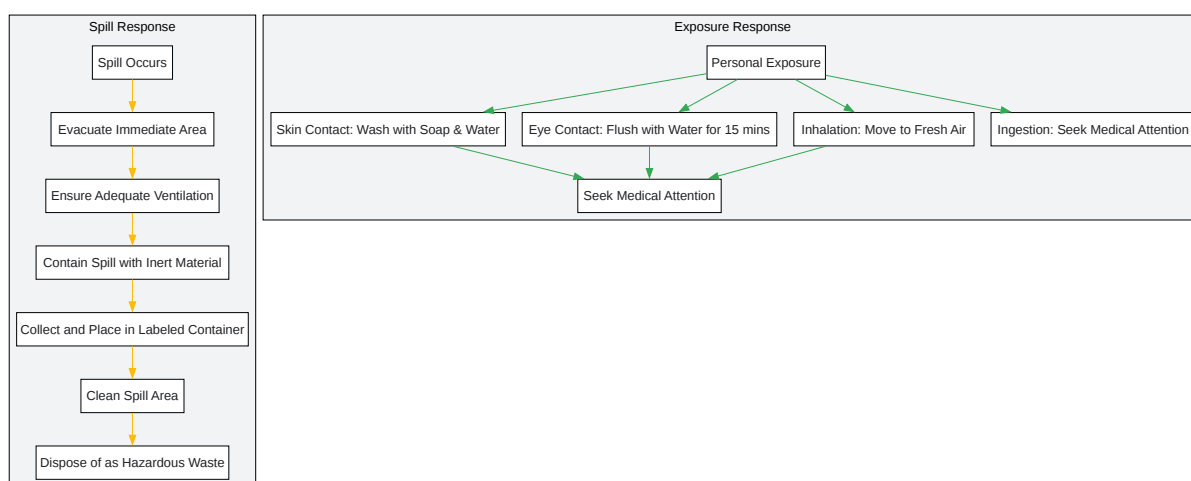 Spill Response
Spill Occurs
Evacuate Immediate Area
Ensure Adequate Ventilation
Contain Spill with Inert Material
Collect and Place in Labeled Container
Clean Spill Area
Dispose of as Hazardous Waste
Exposure Response
Personal Exposure
Skin Contact: Wash with Soap & Water
Eye Contact: Flush with Water for 15 mins
Inhalation: Move to Fresh Air
Ingestion: Seek Medical Attention
Seek Medical Attention